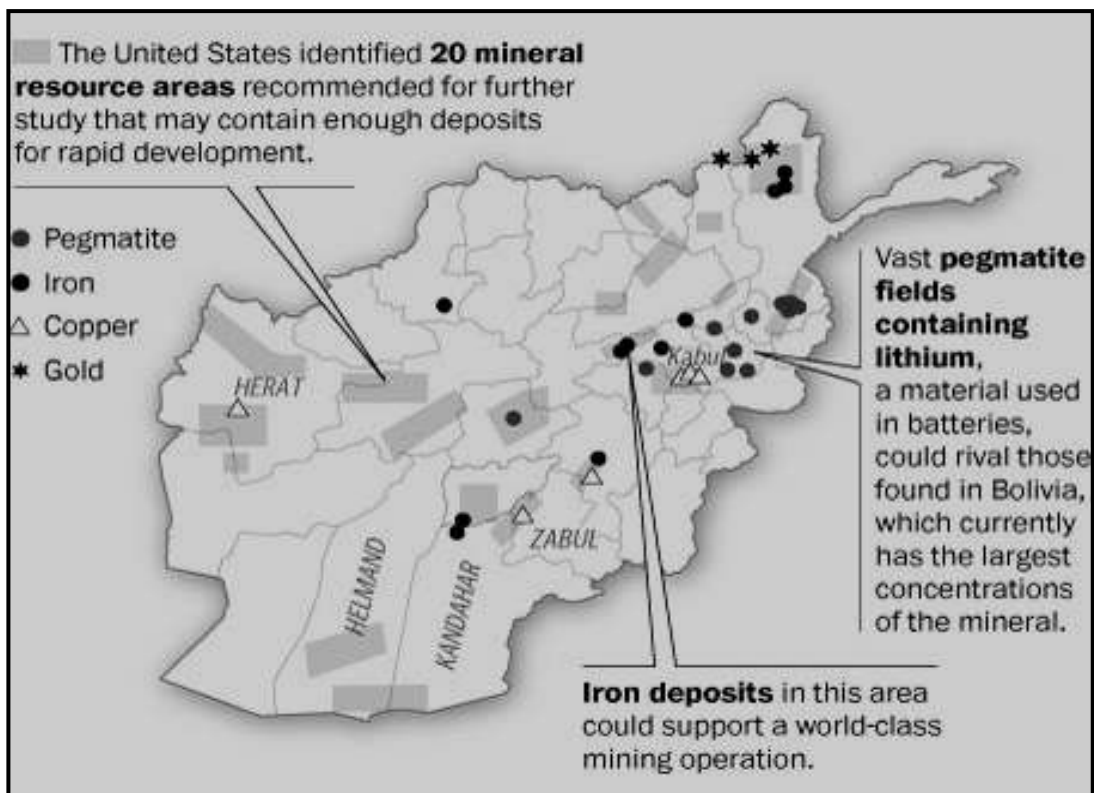 The United States identified 20 mineral
resource areas recommended for further
study that may contain enough deposits
for rapid development.
Pegmatite
Iron
Copper
Gold
HERAT
Kabul
ZABUL
HELMAND
KANDAHAR
Vast pegmatite
fields
containing
lithium,
a material used
in batteries,
could rival those
found in Bolivia,
which currently
has the largest
concentrations
of the mineral.
Iron deposits in this area
could support a world-class
mining operation.